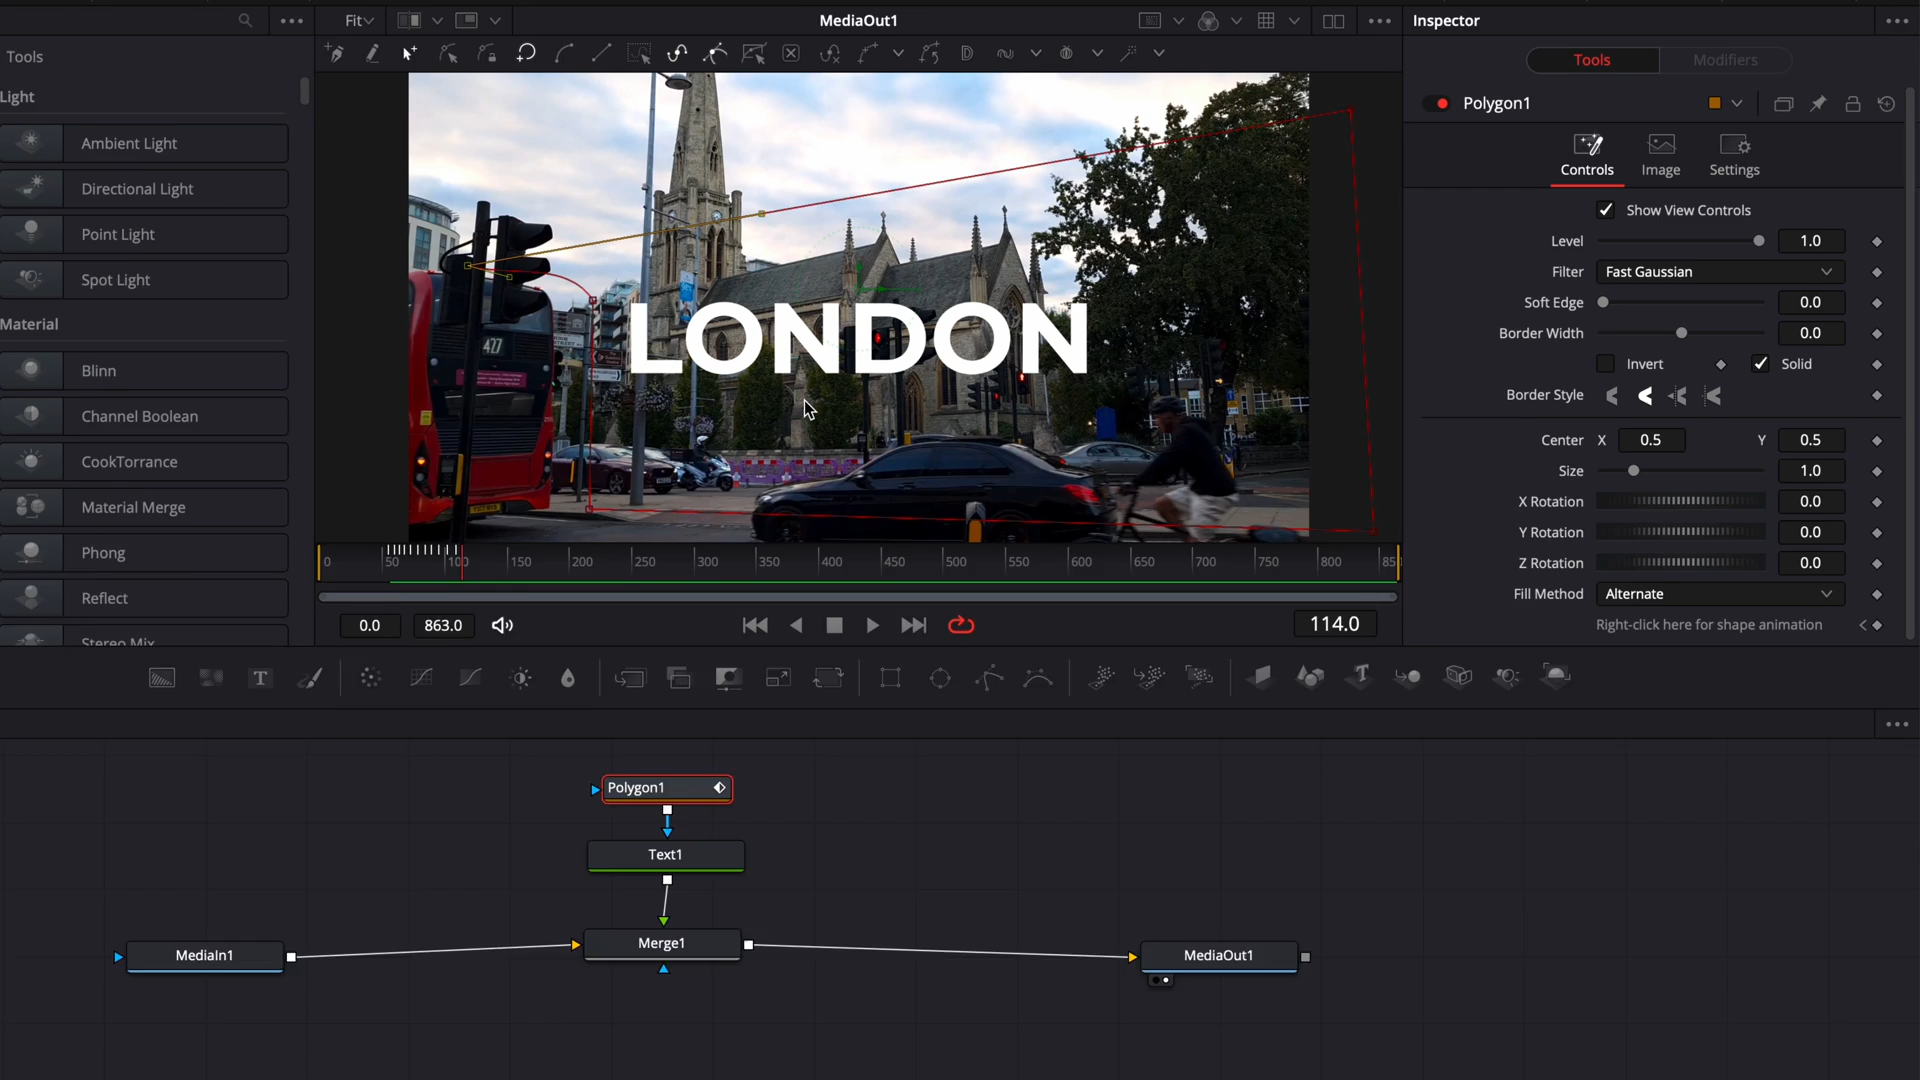 Fit
MediaOut1
Inspector
Tools
Tools
Modifiers
Light
Polygon1
Ambient Light
Directional Light
Point Light
Spot Light
Material
Blinn
Channel Boolean
CookTorrance
Material Merge
Phong
Reflect
Stereo Mix
427
LONDON
Controls
Image
Settings
Show View Controls
Level 1.0
Filter Fast Gaussian
Soft Edge 0.0
Border Width 0.0
Invert Solid
Border Style
Center X 0.5 Y 0.5
Size 1.0
X Rotation 0.0
Y Rotation 0.0
Z Rotation 0.0
Fill Method Alternate
Right-click here for shape animation
0 50 100 150 200 250 300 350 400 450 500 550 600 650 700 750 800 85
0.0 863.0 114.0
T
Polygon1
Text1
Merge1
MediaIn1
MediaOut1